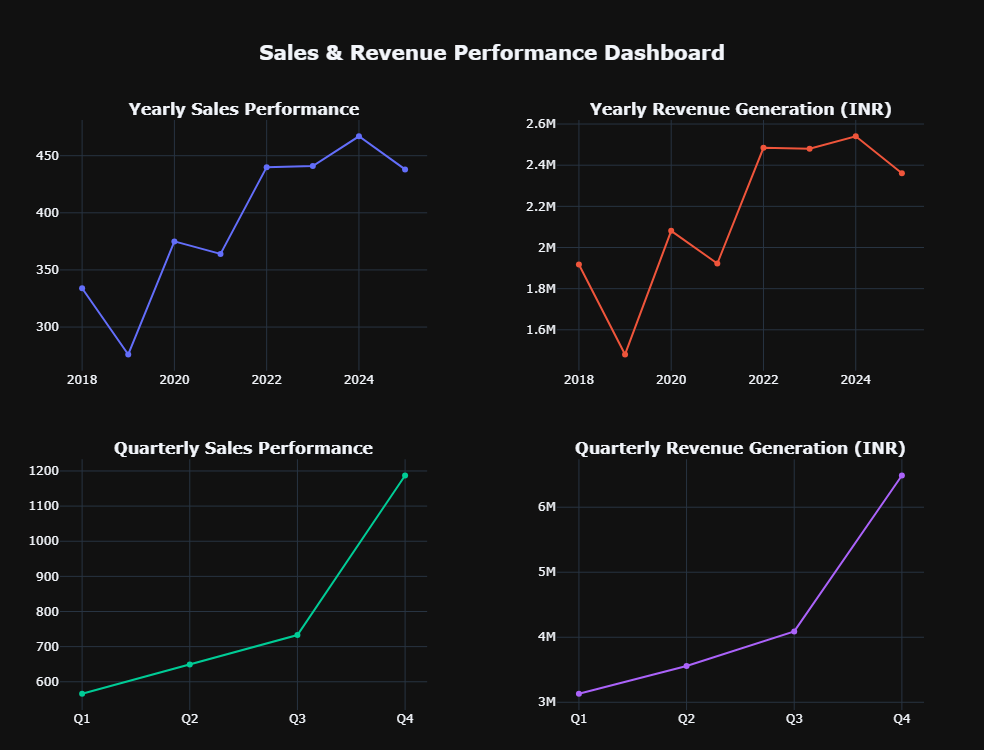 Sales & Revenue Performance Dashboard
Yearly Sales Performance
450
400
350
300
2018 2020 2022 2024
Yearly Revenue Generation (INR)
2.6M
2.4M
2.2M
2M
1.8M
1.6M
2018 2020 2022 2024
Quarterly Sales Performance
1200
1100
1000
900
800
700
600
Q1 Q2 Q3 Q4
Quarterly Revenue Generation (INR)
6M
5M
4M
3M
Q1 Q2 Q3 Q4